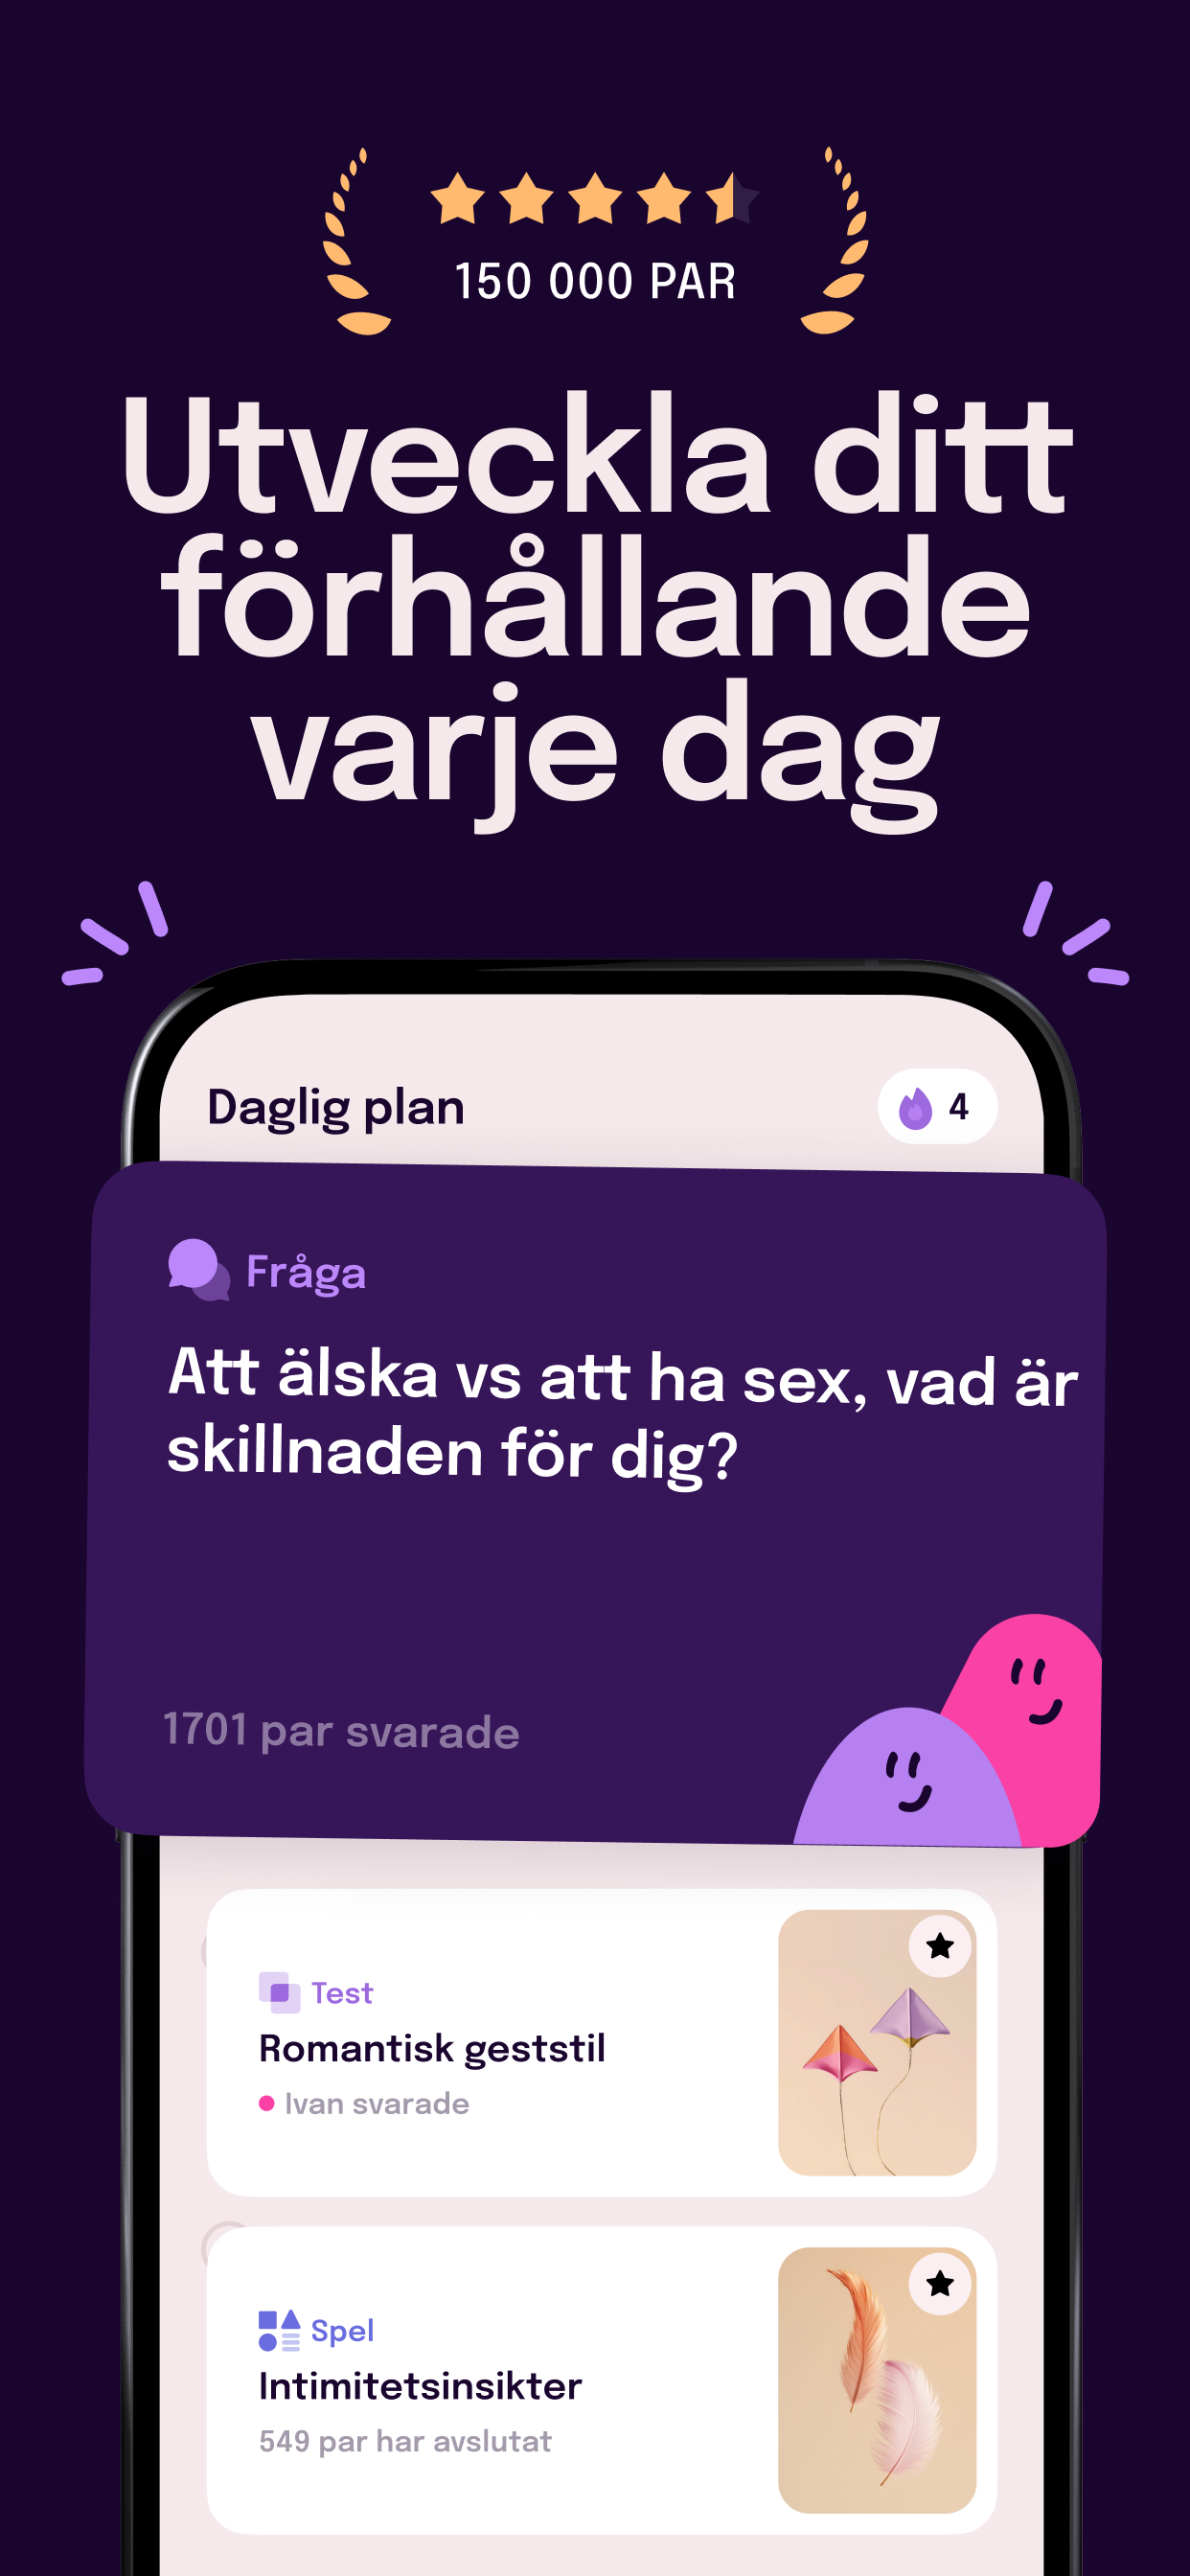 150 000 PAR
Utveckla ditt
förhållande
varje dag
Daglig plan
4
Fråga
Att älska vs att ha sex, vad är
skillnaden för dig?
1701 par svarade
Test
Romantisk geststil
Ivan svarade
Spel
Intimitetsinsikter
549 par har avslutat